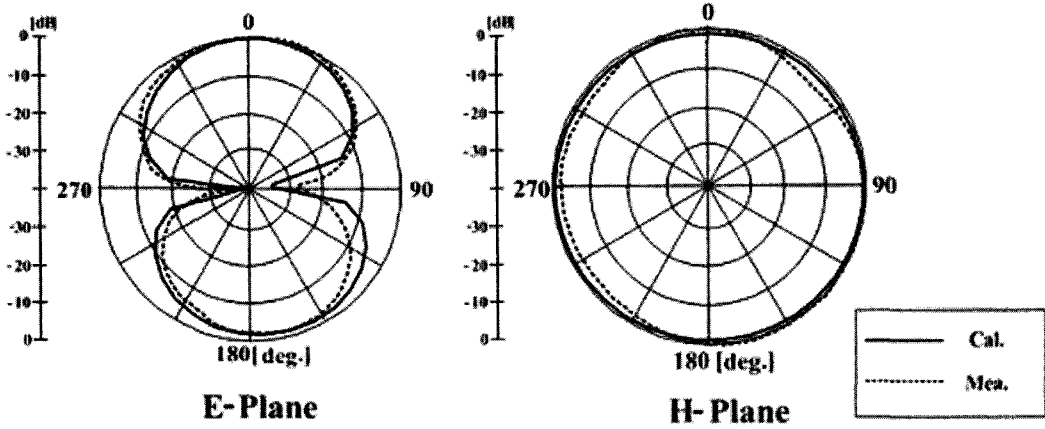 [dB] 0 [dB] 0
0 0
-10 -10
-20 -20
-30 -30
270 90 270 90
-30 -30
-20 -20
-10 -10
0 0
180[deg.] 180 [deg.]
E-Plane H-Plane
Cal.
Mea.